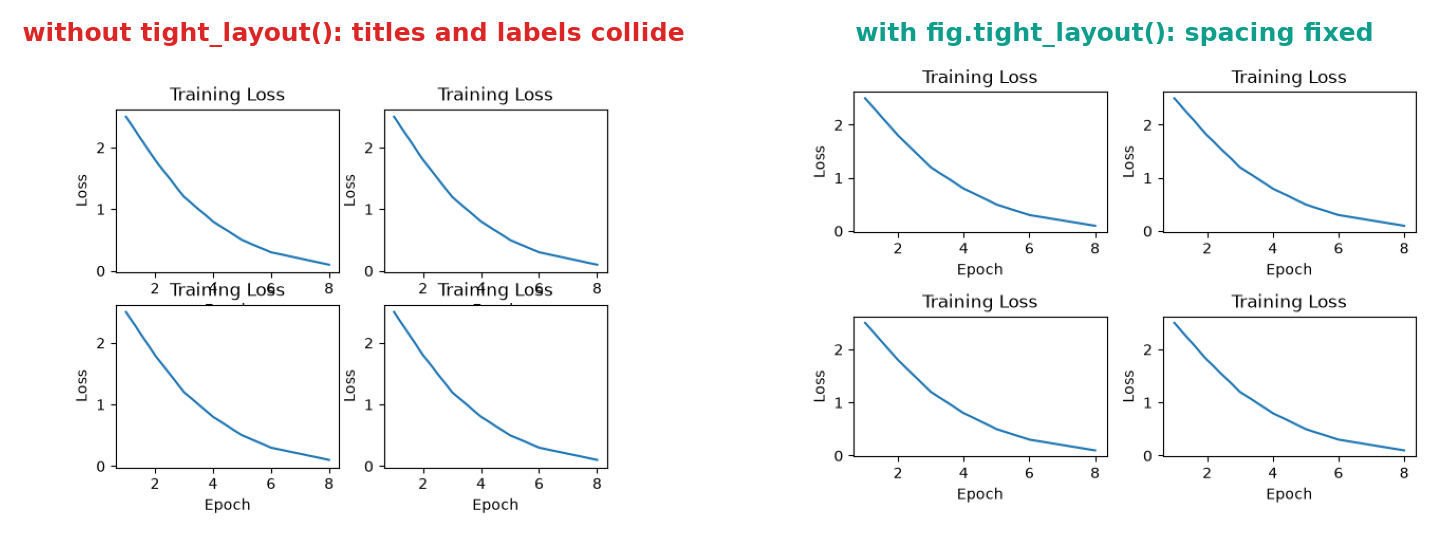 without tight_layout(): titles and labels collide
with fig.tight_layout(): spacing fixed
Training Loss
Loss
2
1
0
2 4 6 8
Training Loss
Loss
2
1
0
2 4 6 8
Training Loss
Loss
2
1
0
2 4 6 8
Epoch
Training Loss
Loss
2
1
0
2 4 6 8
Epoch
Training Loss
Loss
2
1
0
2 4 6 8
Epoch
Training Loss
Loss
2
1
0
2 4 6 8
Epoch
Training Loss
Loss
2
1
0
2 4 6 8
Epoch
Training Loss
Loss
2
1
0
2 4 6 8
Epoch